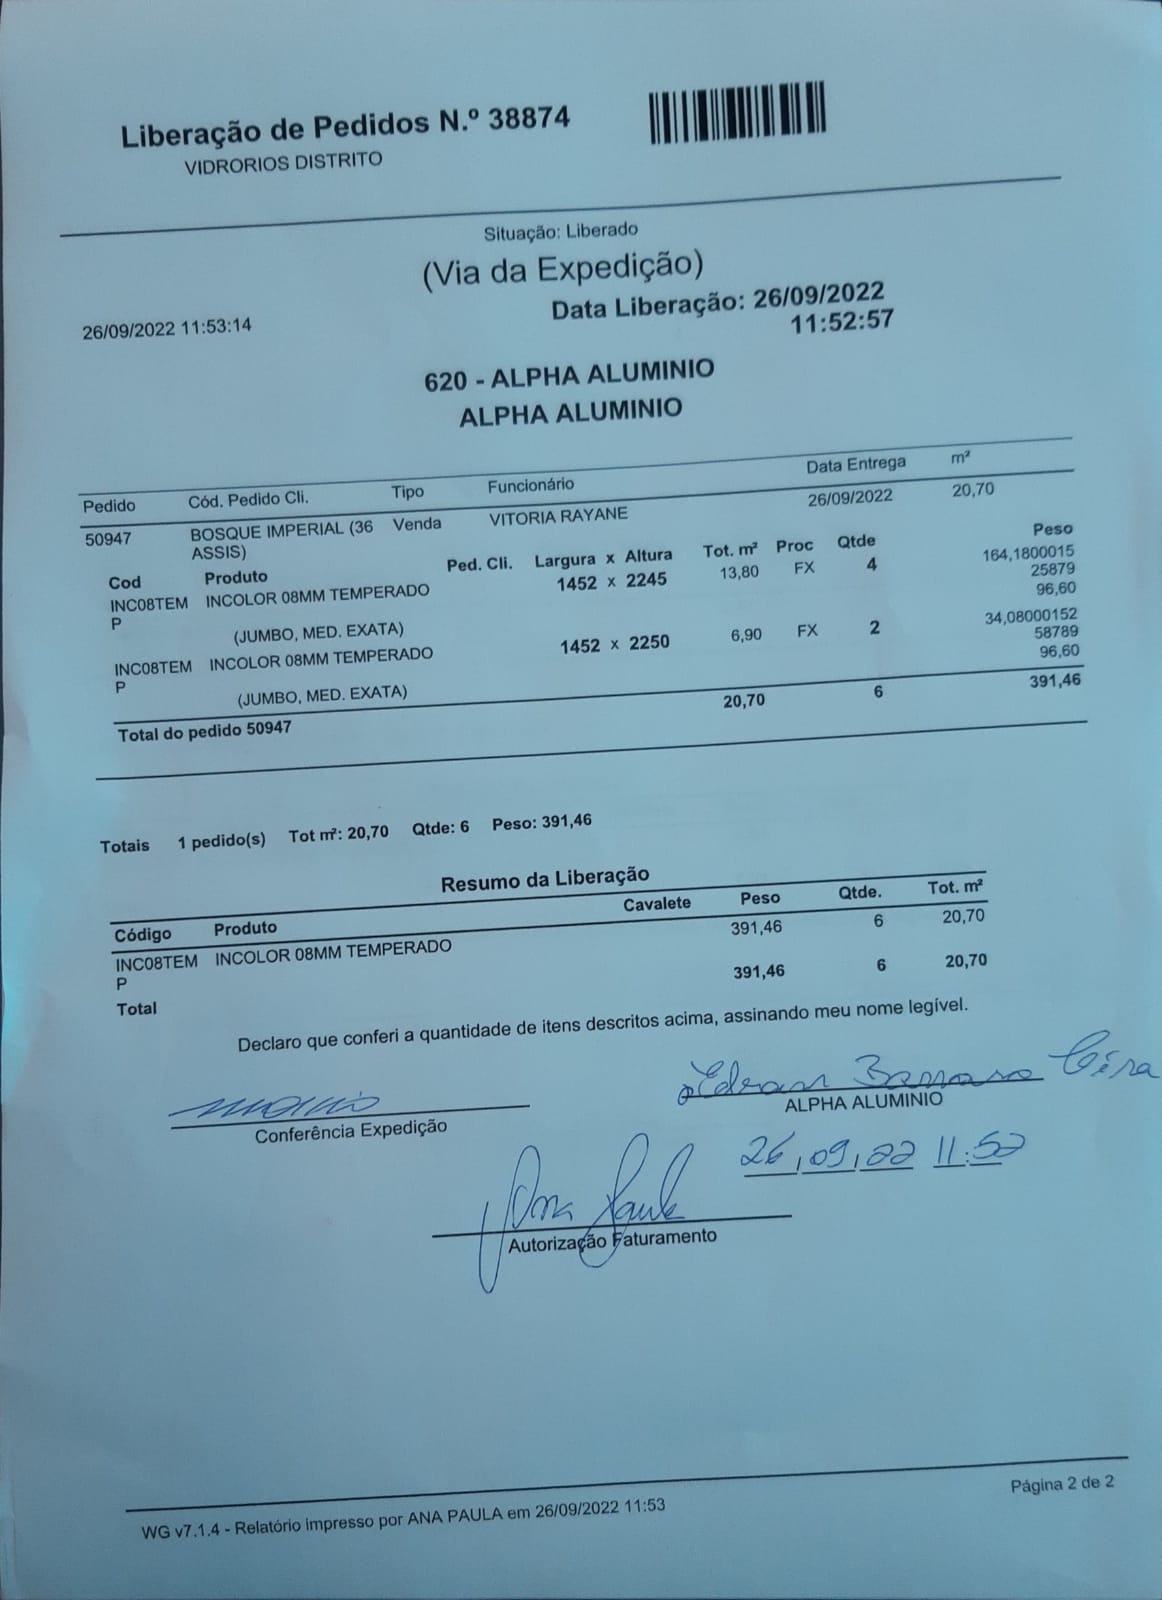 Liberação de Pedidos N.º 38874
VIDRORIOS DISTRITO
Situação: Liberado
(Via da Expedição)
26/09/2022 11:53:14
Data Liberação: 26/09/2022
11:52:57
620 - ALPHA ALUMINIO
ALPHA ALUMINIO
Pedido Cód. Pedido Cli. Tipo Funcionário Data Entrega m²
50947 BOSQUE IMPERIAL (36 Venda VITORIA RAYANE 26/09/2022 20,70
ASSIS)
Cod Produto Ped. Cli. Largura x Altura Tot. m² Proc Qtde Peso
INC08TEM INCOLOR 08MM TEMPERADO 1452 x 2245 13,80 FX 4 164,1800015
P 25879
(JUMBO, MED. EXATA) 96,60
INC08TEM INCOLOR 08MM TEMPERADO 1452 x 2250 6,90 FX 2 34,08000152
P 58789
(JUMBO, MED. EXATA) 96,60
Total do pedido 50947 20,70 6 391,46
Totais 1 pedido(s) Tot m²: 20,70 Qtde: 6 Peso: 391,46
Resumo da Liberação
Código Produto Cavalete Peso Qtde. Tot. m²
INC08TEM INCOLOR 08MM TEMPERADO 391,46 6 20,70
P
Total 391,46 6 20,70
Declaro que conferi a quantidade de itens descritos acima, assinando meu nome legível.
Conferência Expedição
ALPHA ALUMINIO
26,09,22 11:52
Ana Paula
Autorização Faturamento
WG v7.1.4 - Relatório impresso por ANA PAULA em 26/09/2022 11:53
Página 2 de 2